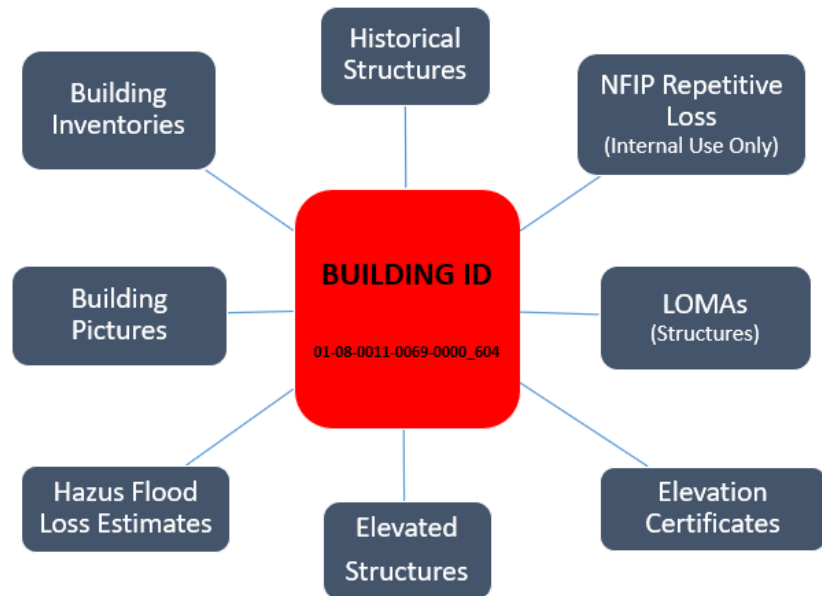 Historical
Structures
Building
Inventories
NFIP Repetitive
Loss
(Internal Use Only)
BUILDING ID
01-08-0011-0069-0000_604
Building
Pictures
LOMAs
(Structures)
Hazus Flood
Loss Estimates
Elevated
Structures
Elevation
Certificates